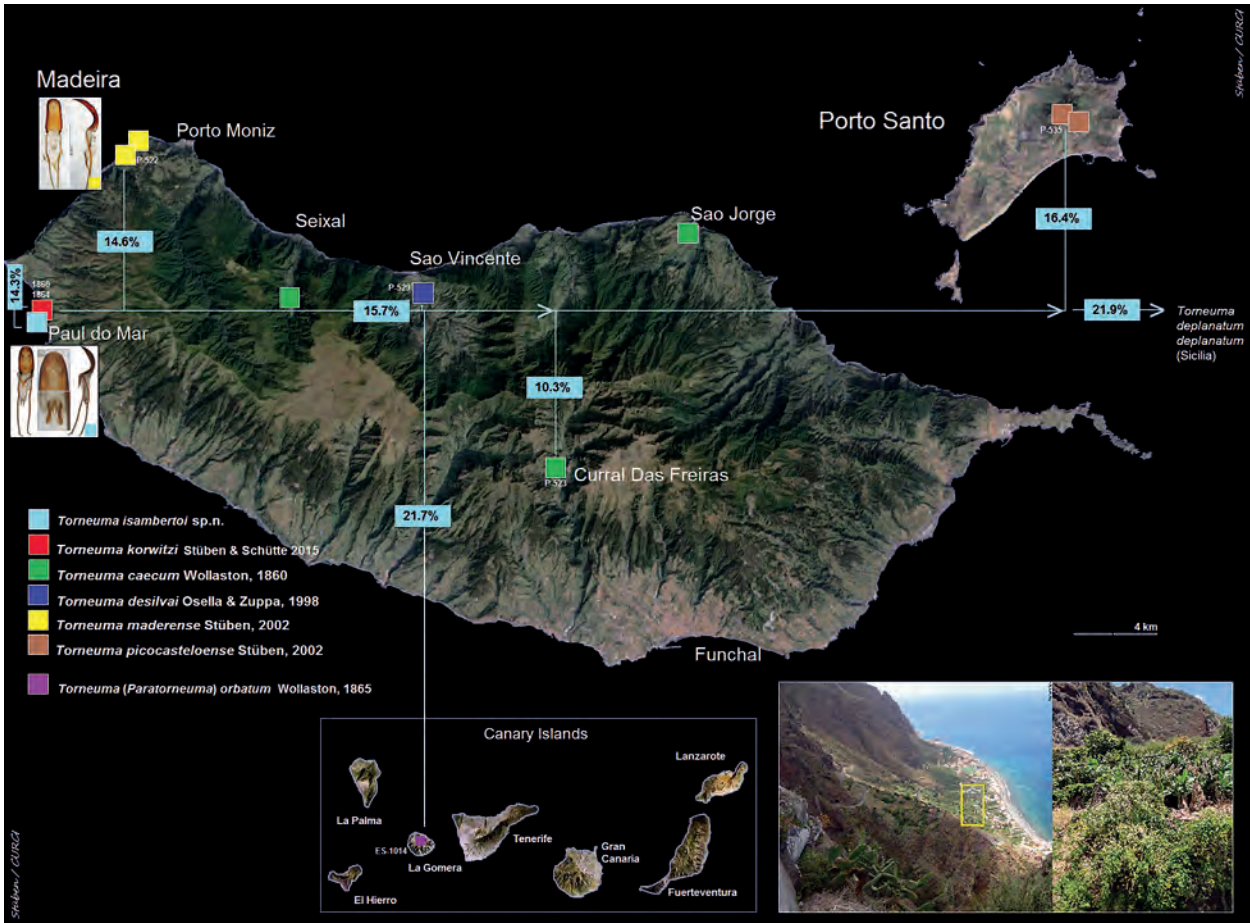 Stüben / CURCI
Madeira
Porto Moniz
P-522
Porto Santo
P-535
Seixal
Sao Jorge
14.6%
16.4%
Sao Vincente
P-529
14.3%
1860
1864
15.7%
21.9%
Torneuma
deplanatum
deplanatum
(Sicilia)
Paul do Mar
10.3%
Curral Das Freiras
P-523
21.7%
Torneuma isambertoi sp.n.
Torneuma korwitzi Stüben & Schütte 2015
Torneuma caecum Wollaston, 1860
Torneuma desilvai Osella & Zuppa, 1998
Torneuma maderense Stüben, 2002
Torneuma picocasteloense Stüben, 2002
Torneuma (Paratorneuma) orbatum Wollaston, 1865
4 km
Funchal
Canary Islands
Lanzarote
La Palma
Tenerife
ES-1014
La Gomera
Gran
Canaria
El Hierro
Fuerteventura
Stüben / CURCI